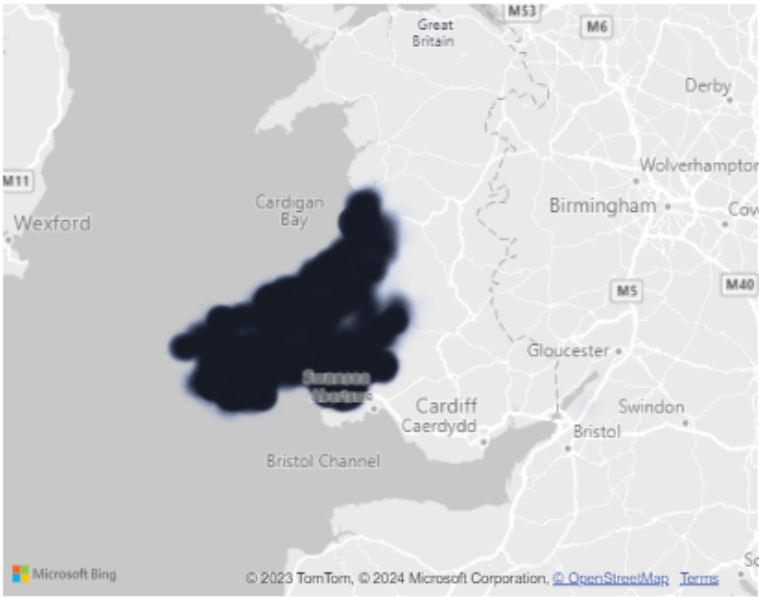 M53
M6
Great
Britain
Derby
Wolverhampton
M11
Cardigan
Bay
Wexford
Birmingham
Cov
M5
M40
Gloucester
Swansea
Abertawe
Cardiff
Caerdydd
Swindon
Bristol
Bristol Channel
Sc
Microsoft Bing
© 2023 TomTom, © 2024 Microsoft Corporation, © OpenStreetMap Terms